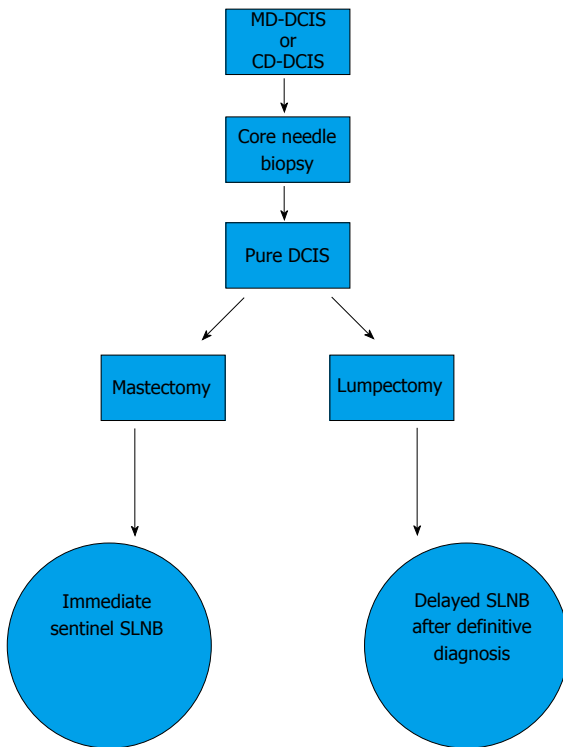 MD-DCIS
or
CD-DCIS
Core needle
biopsy
Pure DCIS
Mastectomy
Lumpectomy
Immediate
sentinel SLNB
Delayed SLNB
after definitive
diagnosis